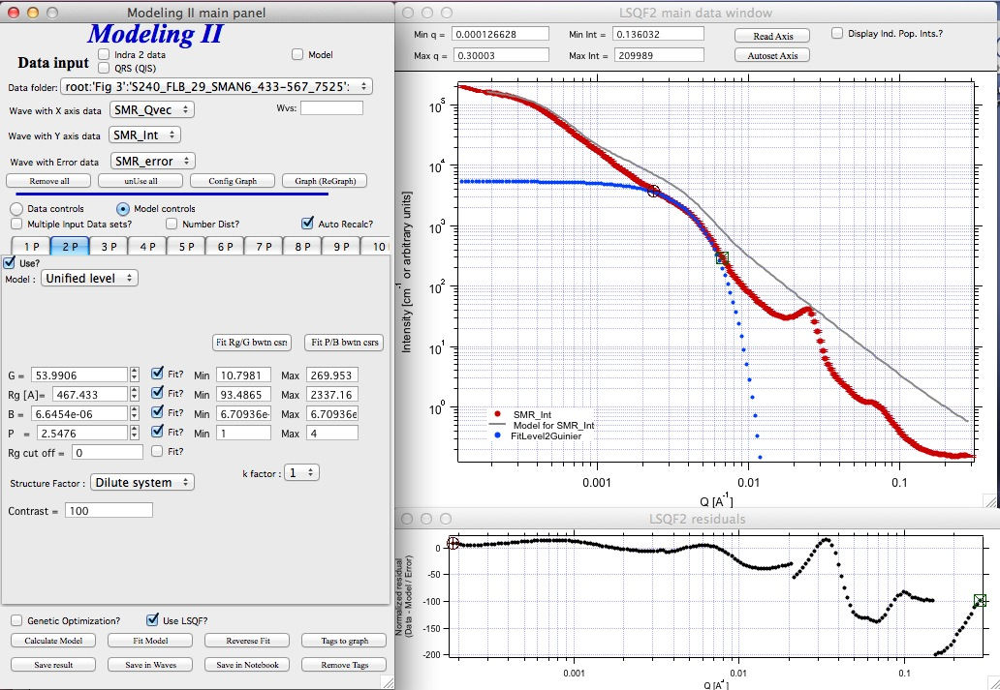 Modeling II main panel
Modeling II
Data input
Indra 2 data
Model
QRS (QIS)
Data folder: root:'Fig 3':'S240_FLB_29_SMAN6_433-567_7525':
Wave with X axis data SMR_Qvec
Wvs:
Wave with Y axis data SMR_Int
Wave with Error data SMR_error
Remove all unUse all Config Graph Graph (ReGraph)
Data controls Model controls
Multiple Input Data sets? Number Dist? Auto Recalc?
1 P 2 P 3 P 4 P 5 P 6 P 7 P 8 P 9 P 10
Use?
Model : Unified level
Fit Rg/G bwtn csrs Fit P/B bwtn csrs
G = 53.9906 Fit? Min 10.7981 Max 269.953
Rg [A]= 467.433 Fit? Min 93.4865 Max 2337.16
B = 6.6454e-06 Fit? Min 6.70936e- Max 6.70936e
P = 2.5476 Fit? Min 1 Max 4
Rg cut off = 0 Fit?
Structure Factor : Dilute system k factor : 1
Contrast = 100
Genetic Optimization? Use LSQF?
Calculate Model Fit Model Reverese Fit Tags to graph
Save result Save in Waves Save in Notebook Remove Tags
LSQF2 main data window
Min q = 0.000126628 Min Int = 0.136032 Read Axis Display Ind. Pop. Ints.?
Max q = 0.30003 Max Int = 209989 Autoset Axis
Intensity [cm-1 or arbitrary units]
10^5
10^4
10^3
10^2
10^1
10^0
SMR_Int
Model for SMR_Int
FitLevel2Guinier
0.001 0.01 0.1
Q [A-1]
LSQF2 residuals
Normalized residual
(Data - Model / Error)
0
-50
-100
-150
-200
0.001 0.01 0.1
Q [A-1]